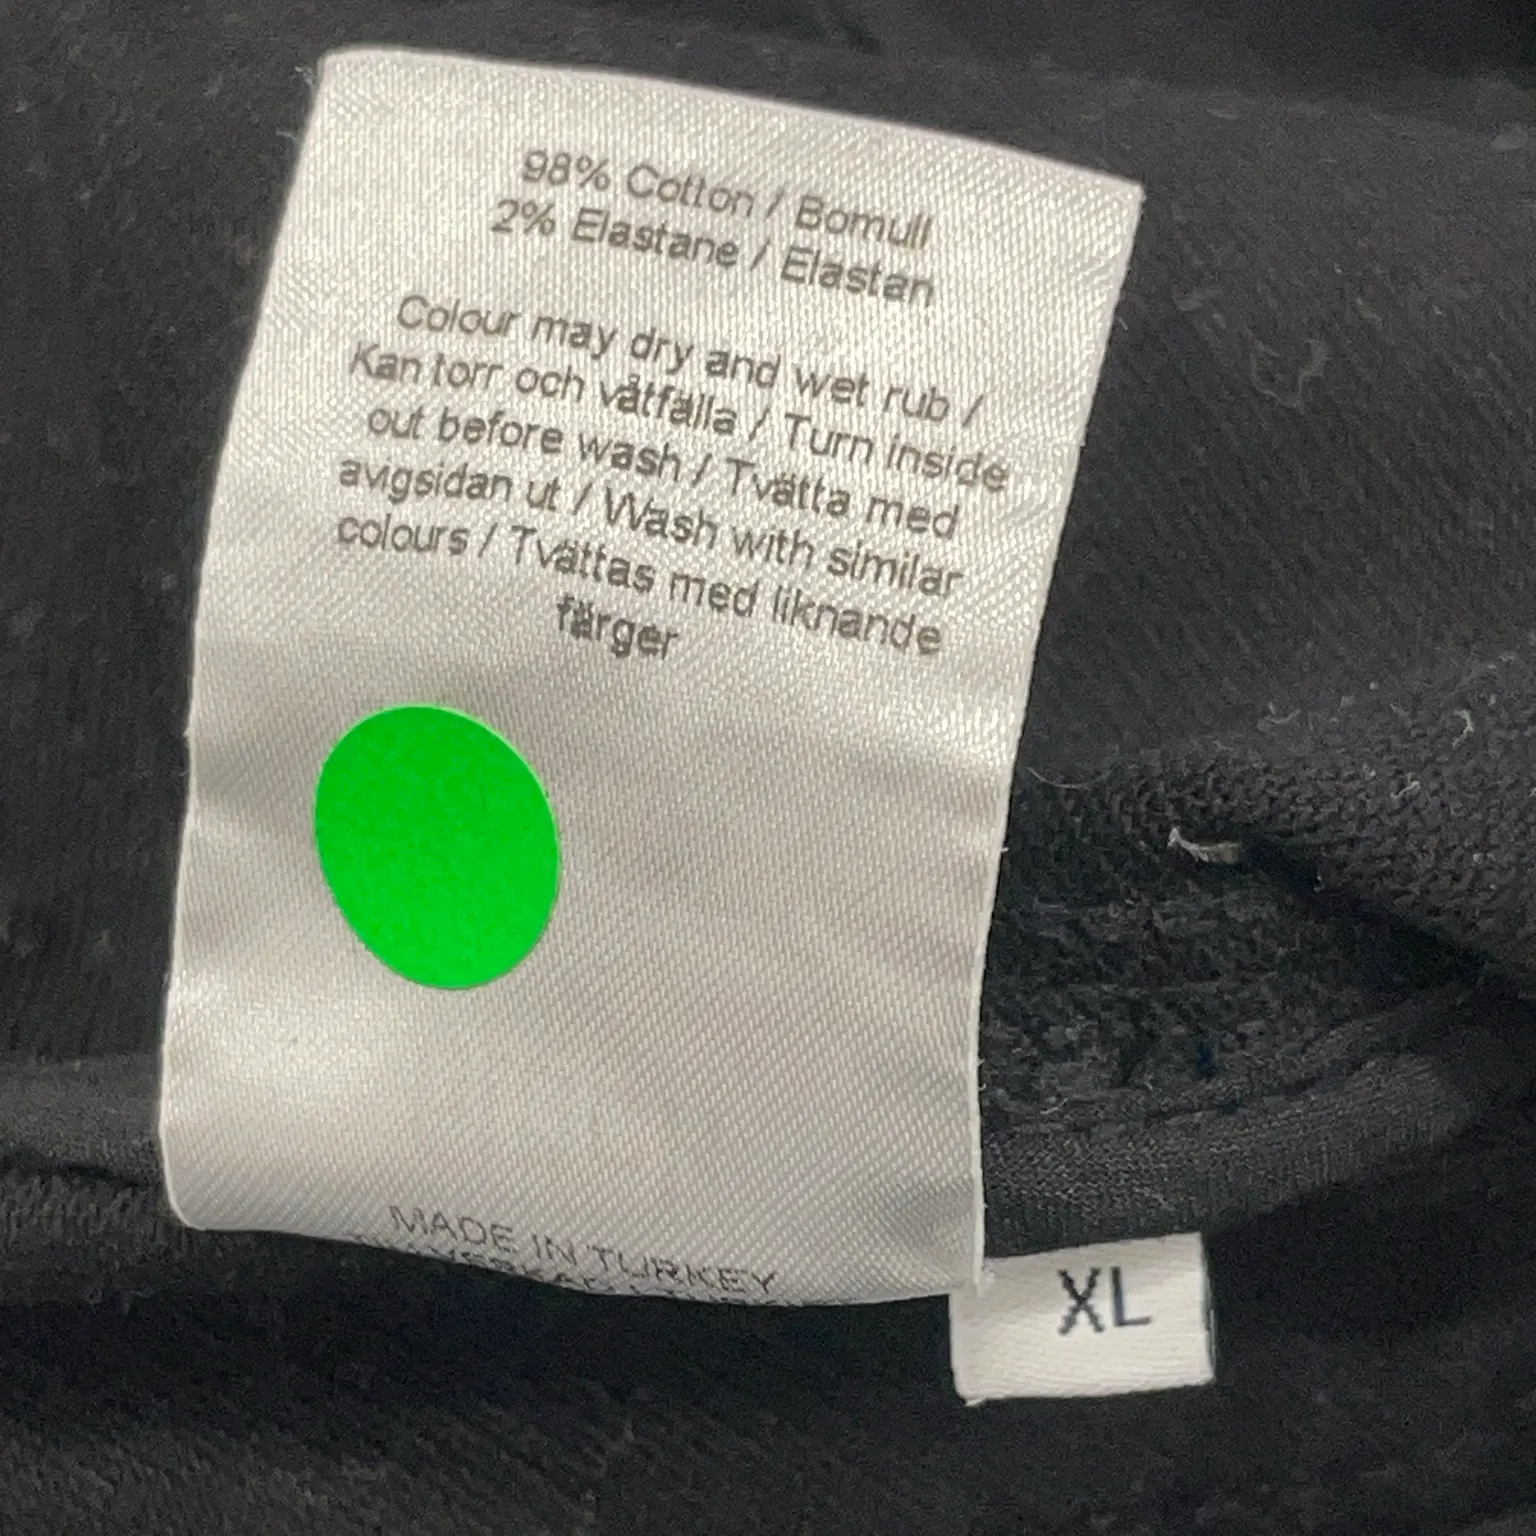 98% Cotton / Bomull
2% Elastane / Elastan
Colour may dry and wet rub /
Kan torr och våtfälla / Turn inside
out before wash / Tvätta med
avigsidan ut / Wash with similar
colours / Tvättas med liknande
färger
MADE IN TURKEY
XL